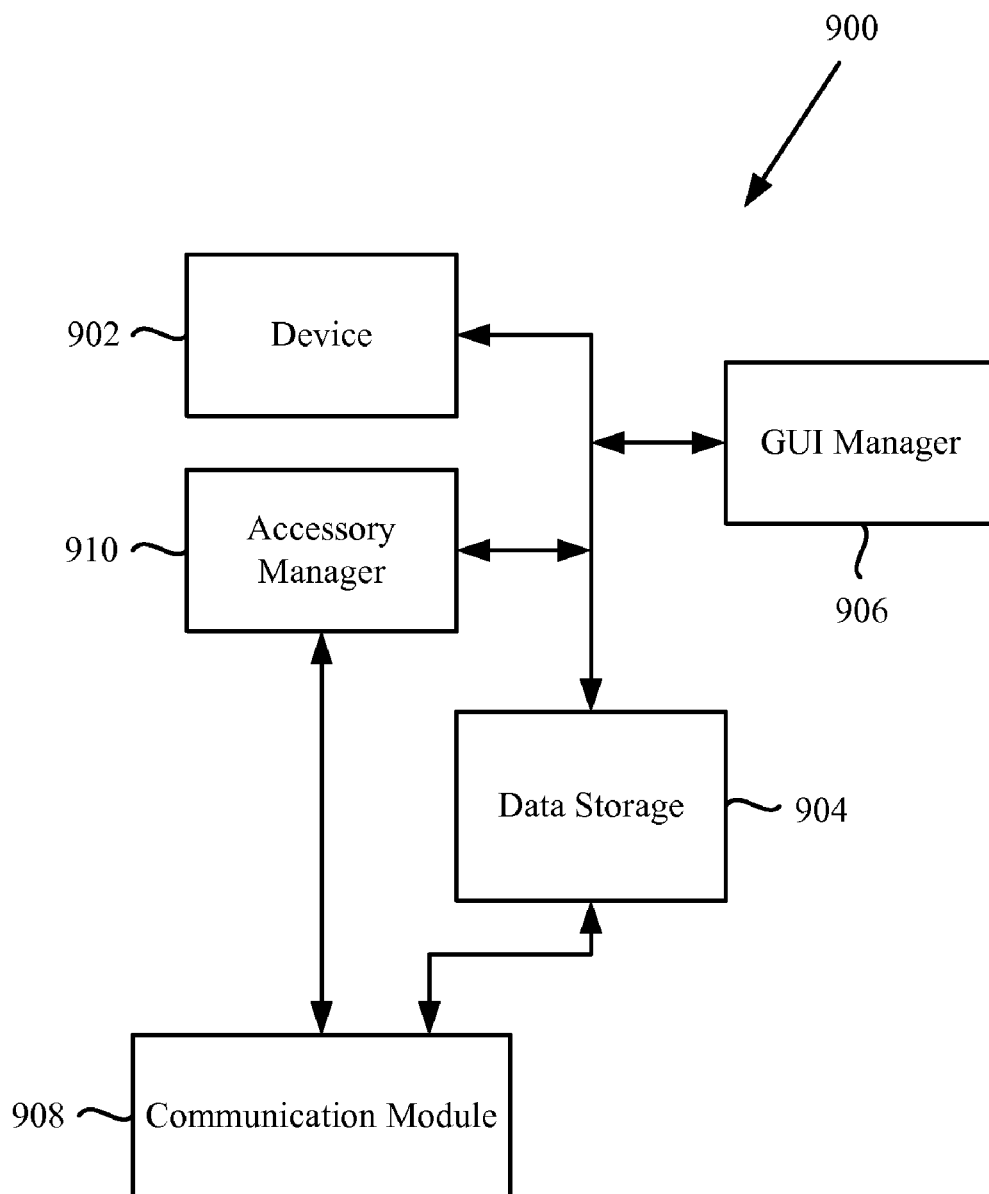 900
902
Device
GUI Manager
906
910
Accessory
Manager
Data Storage
904
908
Communication Module